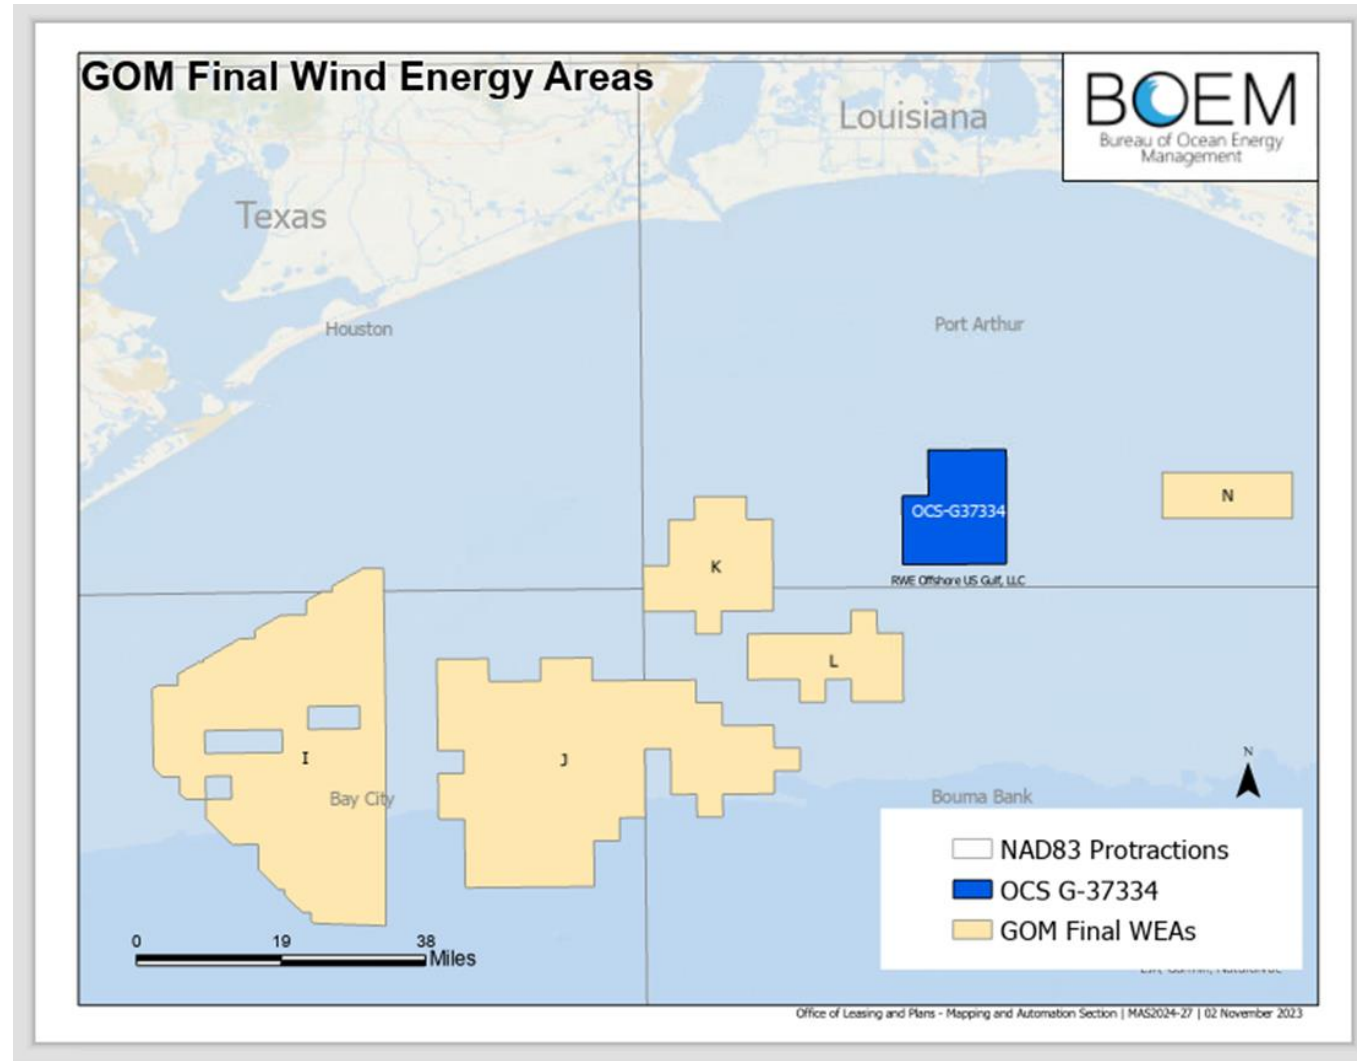 GOM Final Wind Energy Areas
BOEM
Bureau of Ocean Energy
Management
Louisiana
Texas
Houston
Port Arthur
N
OCS-G37334
K
RWE Offshore US Gulf, LLC
L
I
J
N
Bay City
Bouma Bank
NAD83 Protractions
OCS G-37334
GOM Final WEAs
0 19 38
Miles
Office of Leasing and Plans - Mapping and Automation Section | MAS2024-27 | 02 November 2023